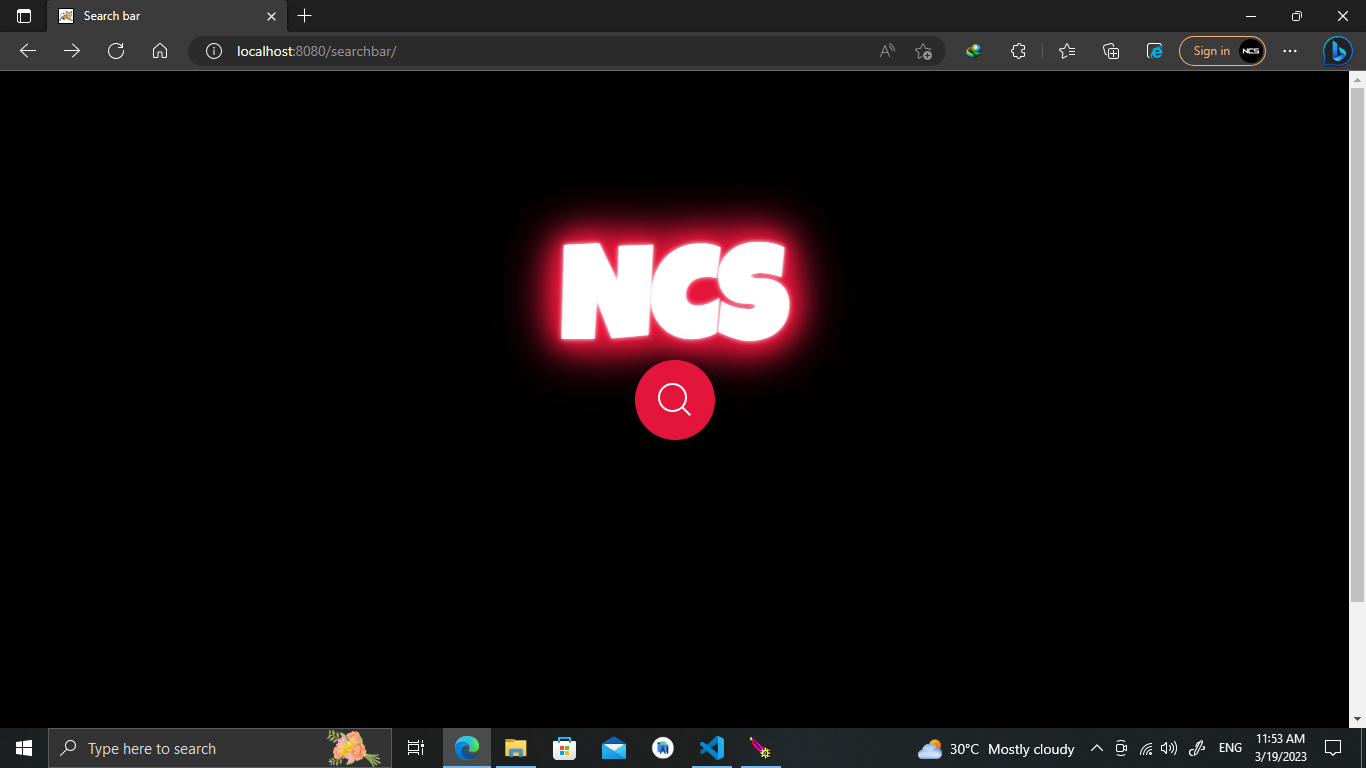 Search bar
localhost:8080/searchbar/
Sign in
NCS
NCS
Type here to search
30°C Mostly cloudy
ENG
11:53 AM
3/19/2023